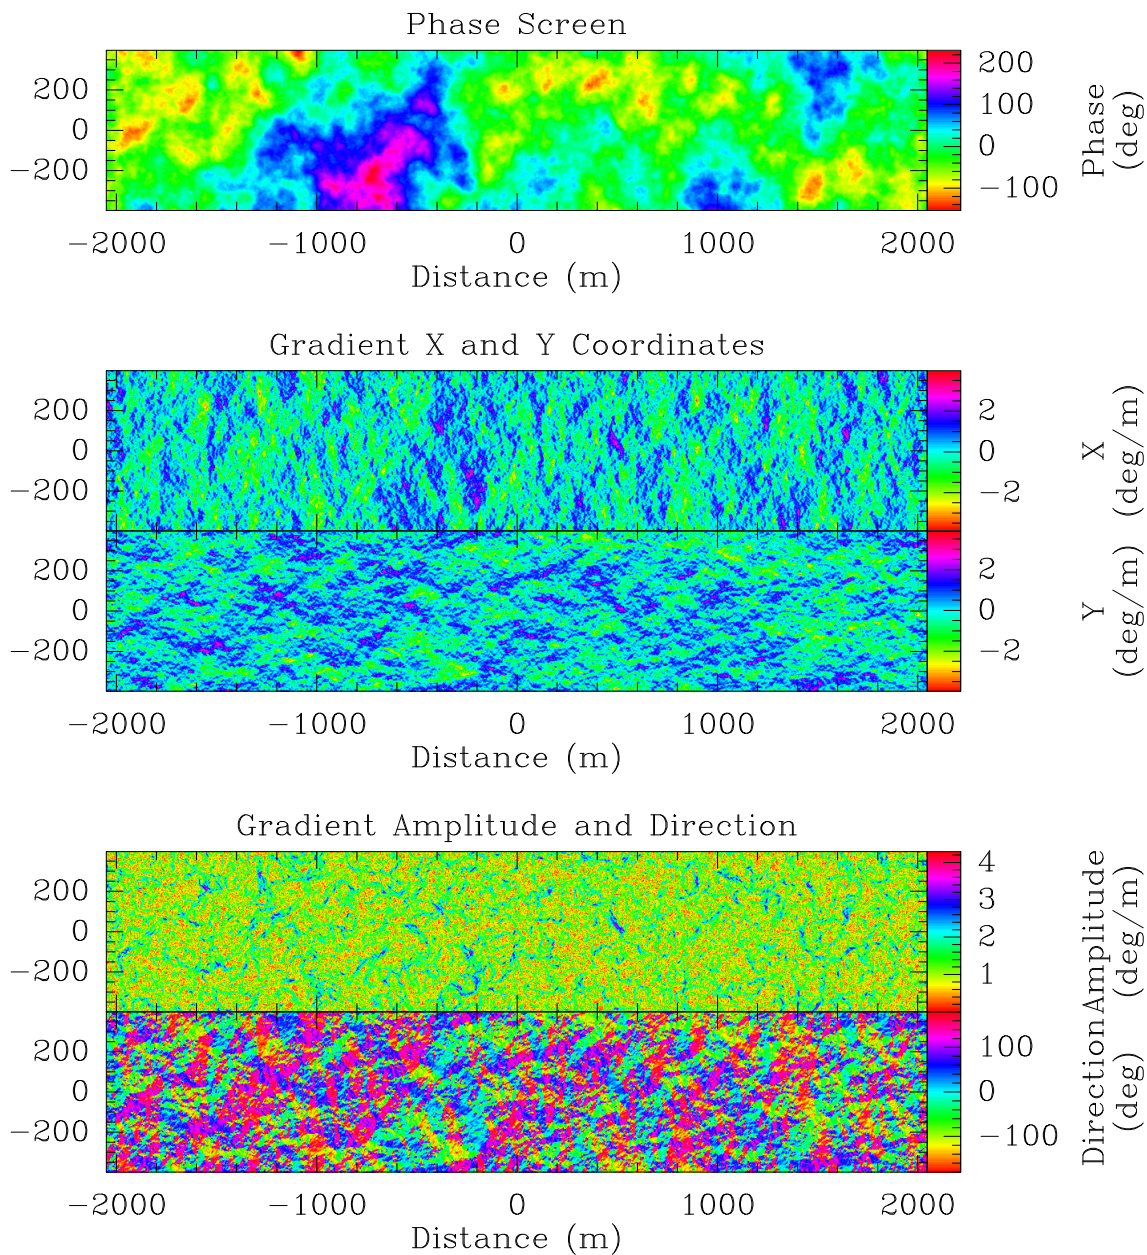 Phase Screen
200
0
−200
200
100
0
−100
Phase
(deg)
−2000 −1000 0 1000 2000
Distance (m)
Gradient X and Y Coordinates
200
0
−200
2
0
−2
X
(deg/m)
200
0
−200
2
0
−2
Y
(deg/m)
−2000 −1000 0 1000 2000
Distance (m)
Gradient Amplitude and Direction
200
0
−200
4
3
2
1
Amplitude
(deg/m)
200
0
−200
100
0
−100
Direction
(deg)
−2000 −1000 0 1000 2000
Distance (m)